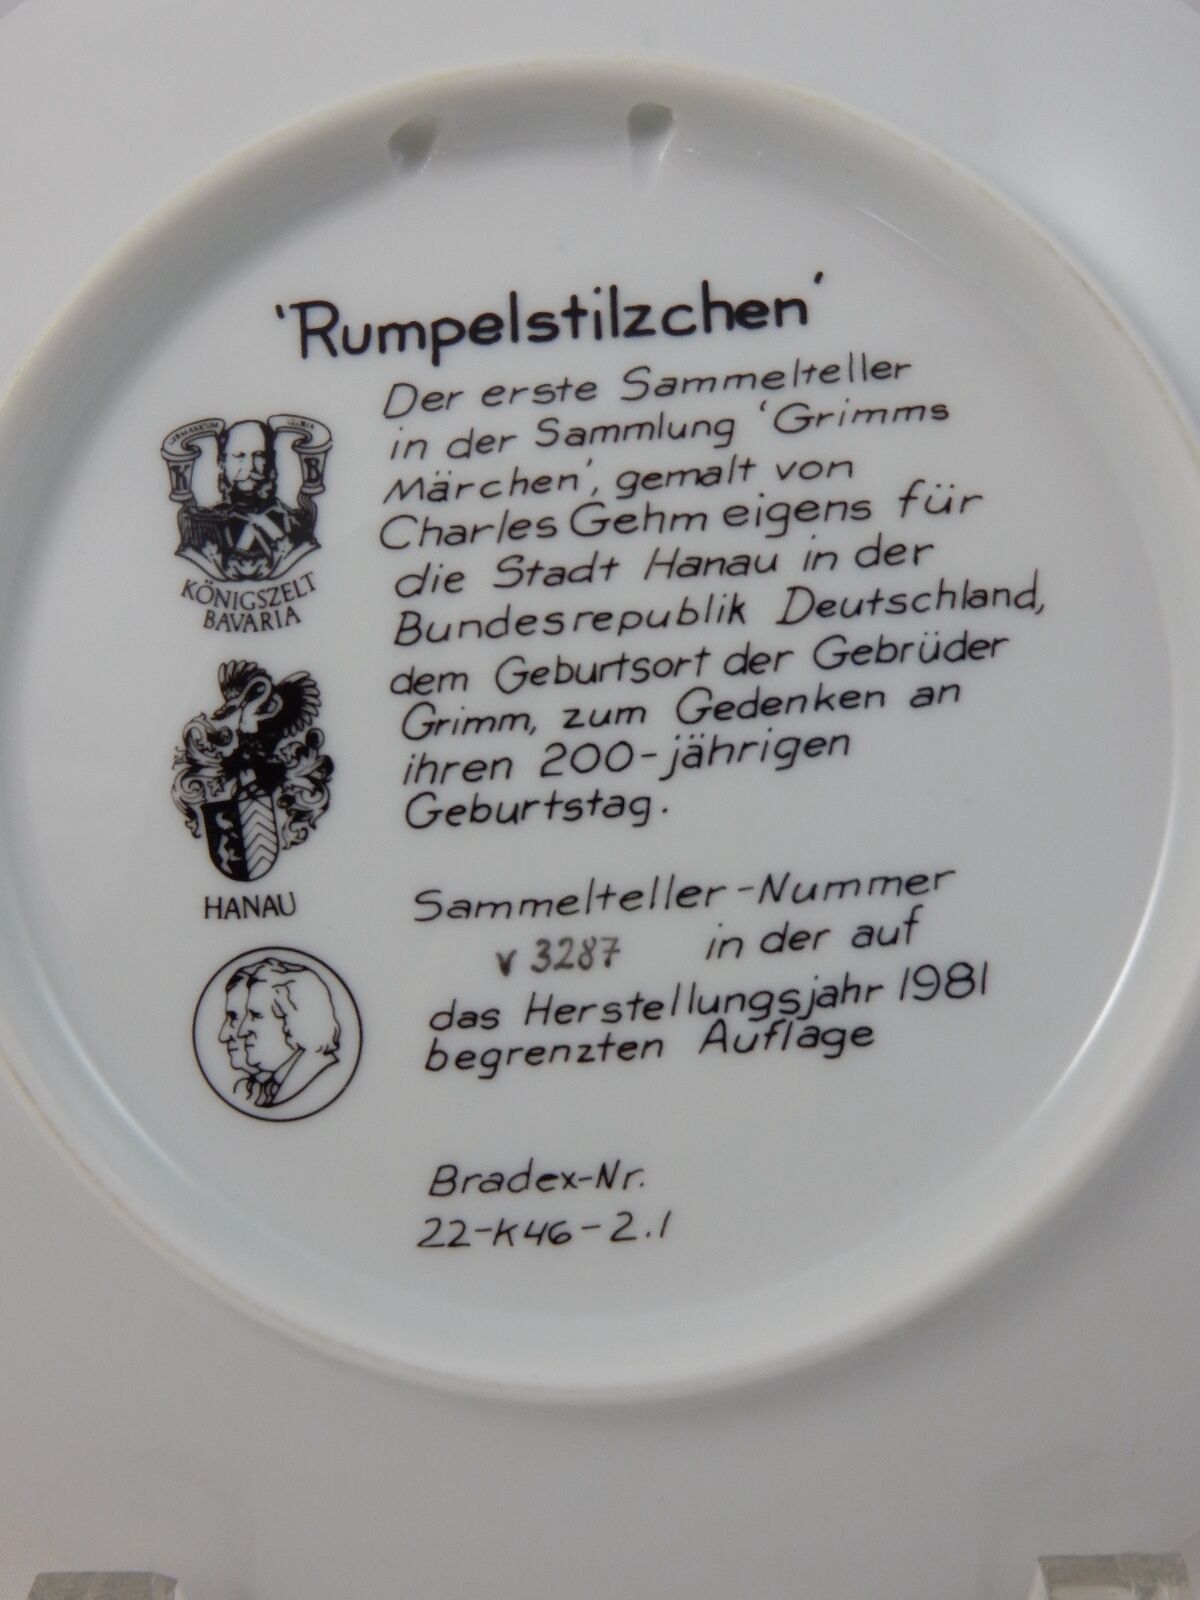 'Rumpelstilzchen'
Der erste Sammelteller
in der Sammlung 'Grimms
Märchen', gemalt von
Charles Gehm eigens für
die Stadt Hanau in der
Bundesrepublik Deutschland,
dem Geburtsort der Gebrüder
Grimm, zum Gedenken an
ihren 200-jährigen
Geburtstag.
K B
KÖNIGSZELT
BAVARIA
HANAU
Sammelteller-Nummer
v 3287 in der auf
das Herstellungsjahr 1981
begrenzten Auflage
Bradex-Nr.
22-K46-2.1